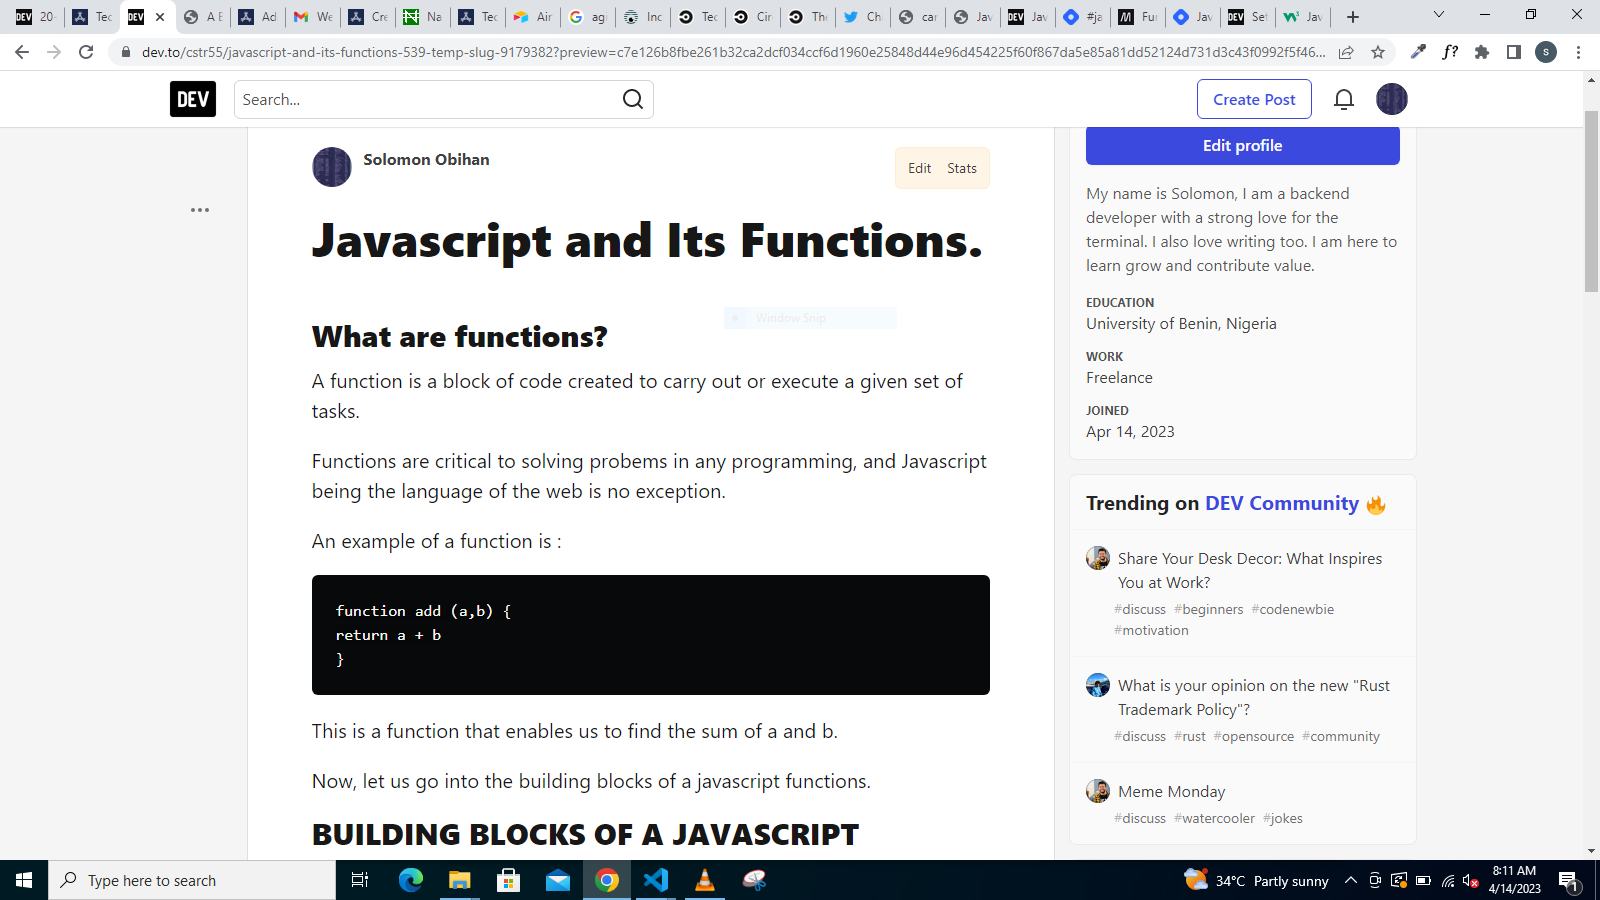 DEV 20
Tec
DEV
A B
Ad
We
Cre
Na
Tec
Air
agi
Inc
Tec
Cir
The
Ch
car
Jav
DEV Jav
#ja
Fur
Jav
DEV Set
Jav
dev.to/cstr55/javascript-and-its-functions-539-temp-slug-9179382?preview=c7e126b8fbe261b32ca2dcf034ccf6d1960e25848d44e96d454225f60f867da5e85a81dd52124d731d3c43f0992f5f46...
f?
S
DEV
Search...
Create Post
Solomon Obihan
Edit Stats
Javascript and Its Functions.
Window Snip
What are functions?
A function is a block of code created to carry out or execute a given set of
tasks.
Functions are critical to solving probems in any programming, and Javascript
being the language of the web is no exception.
An example of a function is :
function add (a,b) {
return a + b
}
This is a function that enables us to find the sum of a and b.
Now, let us go into the building blocks of a javascript functions.
BUILDING BLOCKS OF A JAVASCRIPT
Edit profile
My name is Solomon, I am a backend
developer with a strong love for the
terminal. I also love writing too. I am here to
learn grow and contribute value.
EDUCATION
University of Benin, Nigeria
WORK
Freelance
JOINED
Apr 14, 2023
Trending on DEV Community 🔥
Share Your Desk Decor: What Inspires
You at Work?
#discuss #beginners #codenewbie
#motivation
What is your opinion on the new "Rust
Trademark Policy"?
#discuss #rust #opensource #community
Meme Monday
#discuss #watercooler #jokes
Type here to search
34°C Partly sunny
8:11 AM
4/14/2023
1